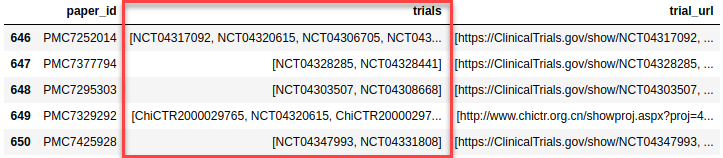 paper_id trials trial_url
646 PMC7252014 [NCT04317092, NCT04320615, NCT04306705, NCT043... [https://ClinicalTrials.gov/show/NCT04317092, ...
647 PMC7377794 [NCT04328285, NCT04328441] [https://ClinicalTrials.gov/show/NCT04328285, ...
648 PMC7295303 [NCT04303507, NCT04308668] [https://ClinicalTrials.gov/show/NCT04303507, ...
649 PMC7329292 [ChiCTR2000029765, NCT04320615, ChiCTR20000297... [http://www.chictr.org.cn/showproj.aspx?proj=4...
650 PMC7425928 [NCT04347993, NCT04331808] [https://ClinicalTrials.gov/show/NCT04347993, ...